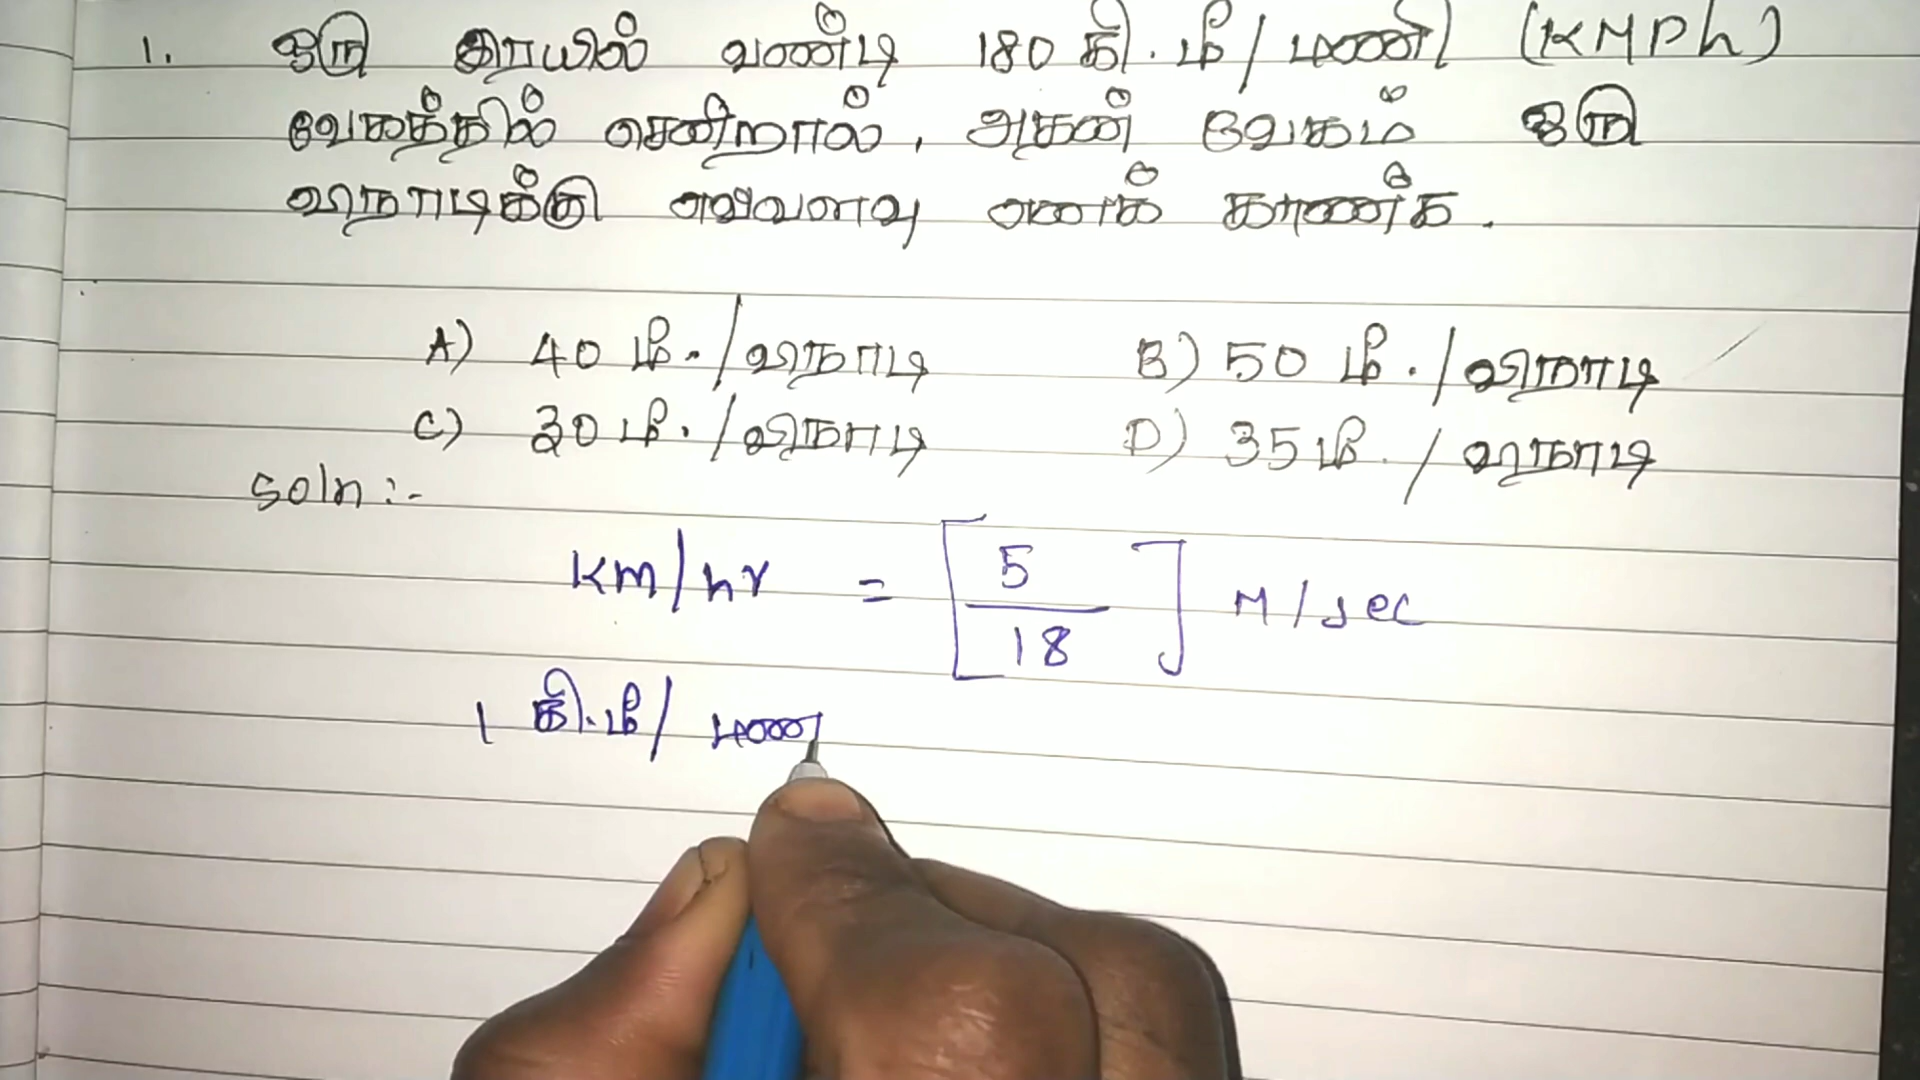 1. ஒரு இரயில் வண்டி 180 கி.மீ/மணி (KMPh)
வேகத்தில் சென்றால், அதன் வேகம் ஒரு
வினாடிக்கு எவ்வளவு எனக் காண்க.
A) 40 மீ./வினாடி B) 50 மீ./வினாடி
C) 30 மீ./வினாடி D) 35 மீ./வினாடி
Soln :-
Km/hr = [5/18] M/sec
1 கி.மீ/மண